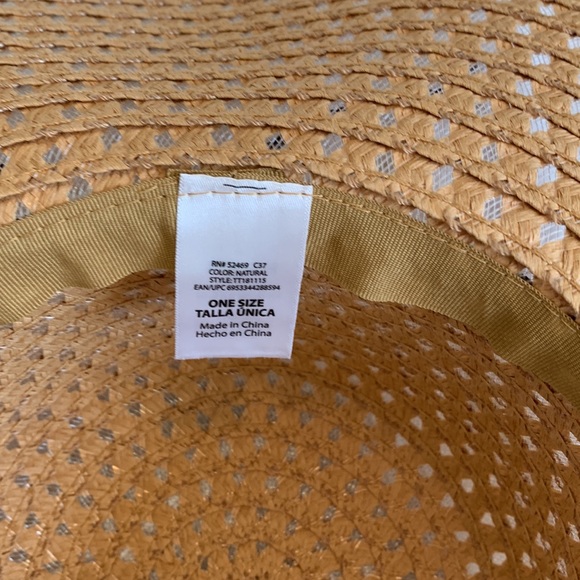 RN# 52469 C37
COLOR: NATURAL
STYLE: TT181115
EAN/UPC 6953344288594
ONE SIZE
TALLA ÚNICA
Made in China
Hecho en China